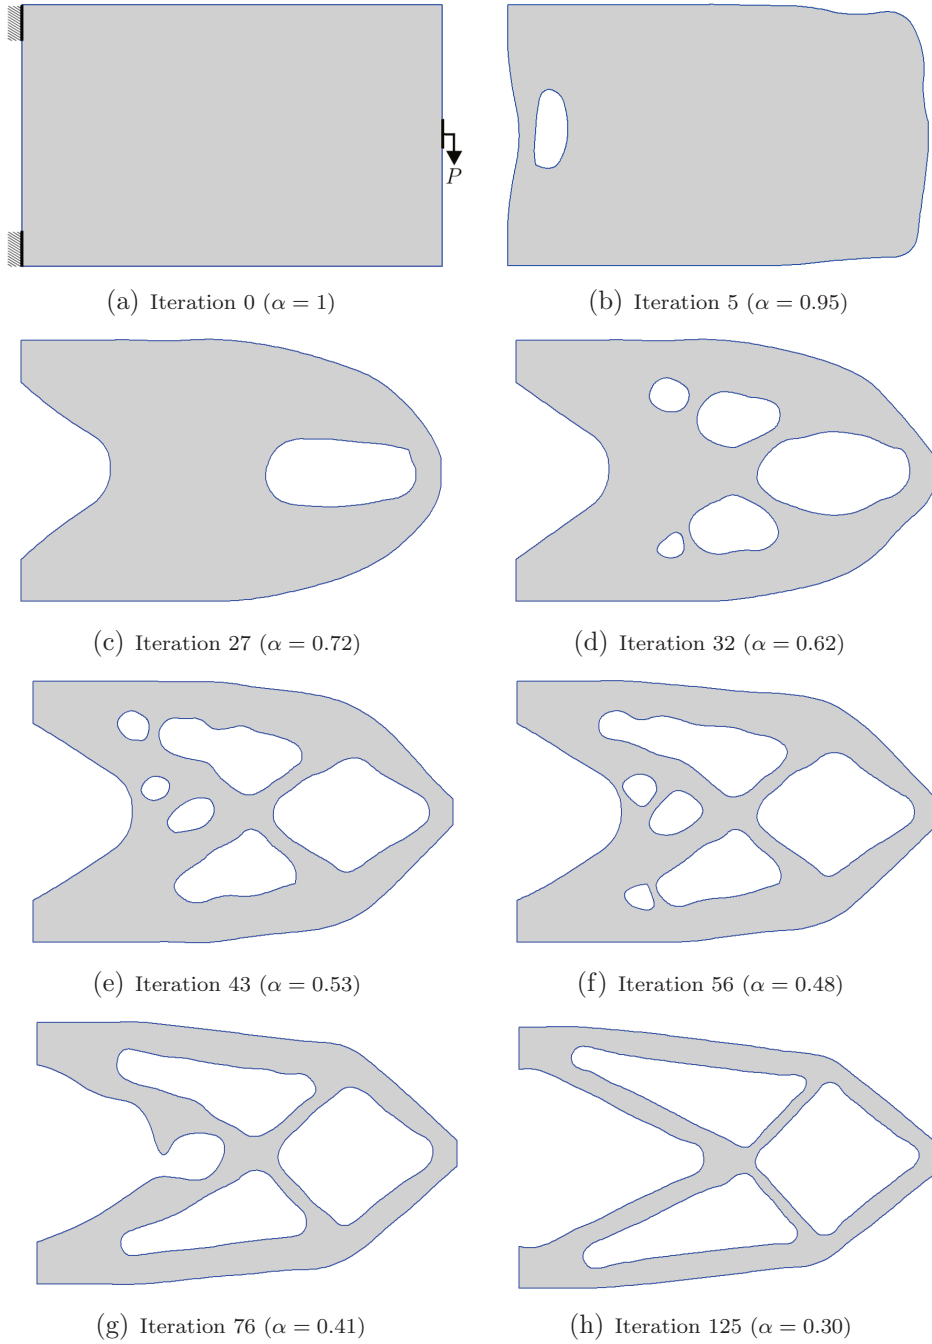 P
(a) Iteration 0 (α = 1)
(b) Iteration 5 (α = 0.95)
(c) Iteration 27 (α = 0.72)
(d) Iteration 32 (α = 0.62)
(e) Iteration 43 (α = 0.53)
(f) Iteration 56 (α = 0.48)
(g) Iteration 76 (α = 0.41)
(h) Iteration 125 (α = 0.30)